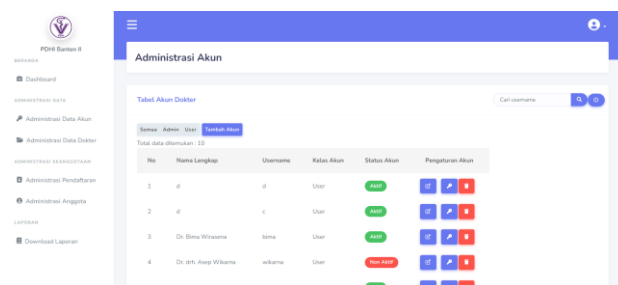 PDHI Banten II
BERANDA
Dashboard
ADMINISTRASI DATA
Administrasi Data Akun
Administrasi Data Dokter
ADMINISTRASI KEANGGOTAAN
Administrasi Pendaftaran
Administrasi Anggota
LAPORAN
Download Laporan
Administrasi Akun
Tabel Akun Dokter
Cari username
Semua Admin User Tambah Akun
Total data ditemukan : 10
No Nama Lengkap Username Kelas Akun Status Akun Pengaturan Akun
1 d d User Aktif
2 d c User Aktif
3 Dr. Bima Wirasena bima User Aktif
4 Dr. drh. Asep Wikarna wikarna User Non Aktif